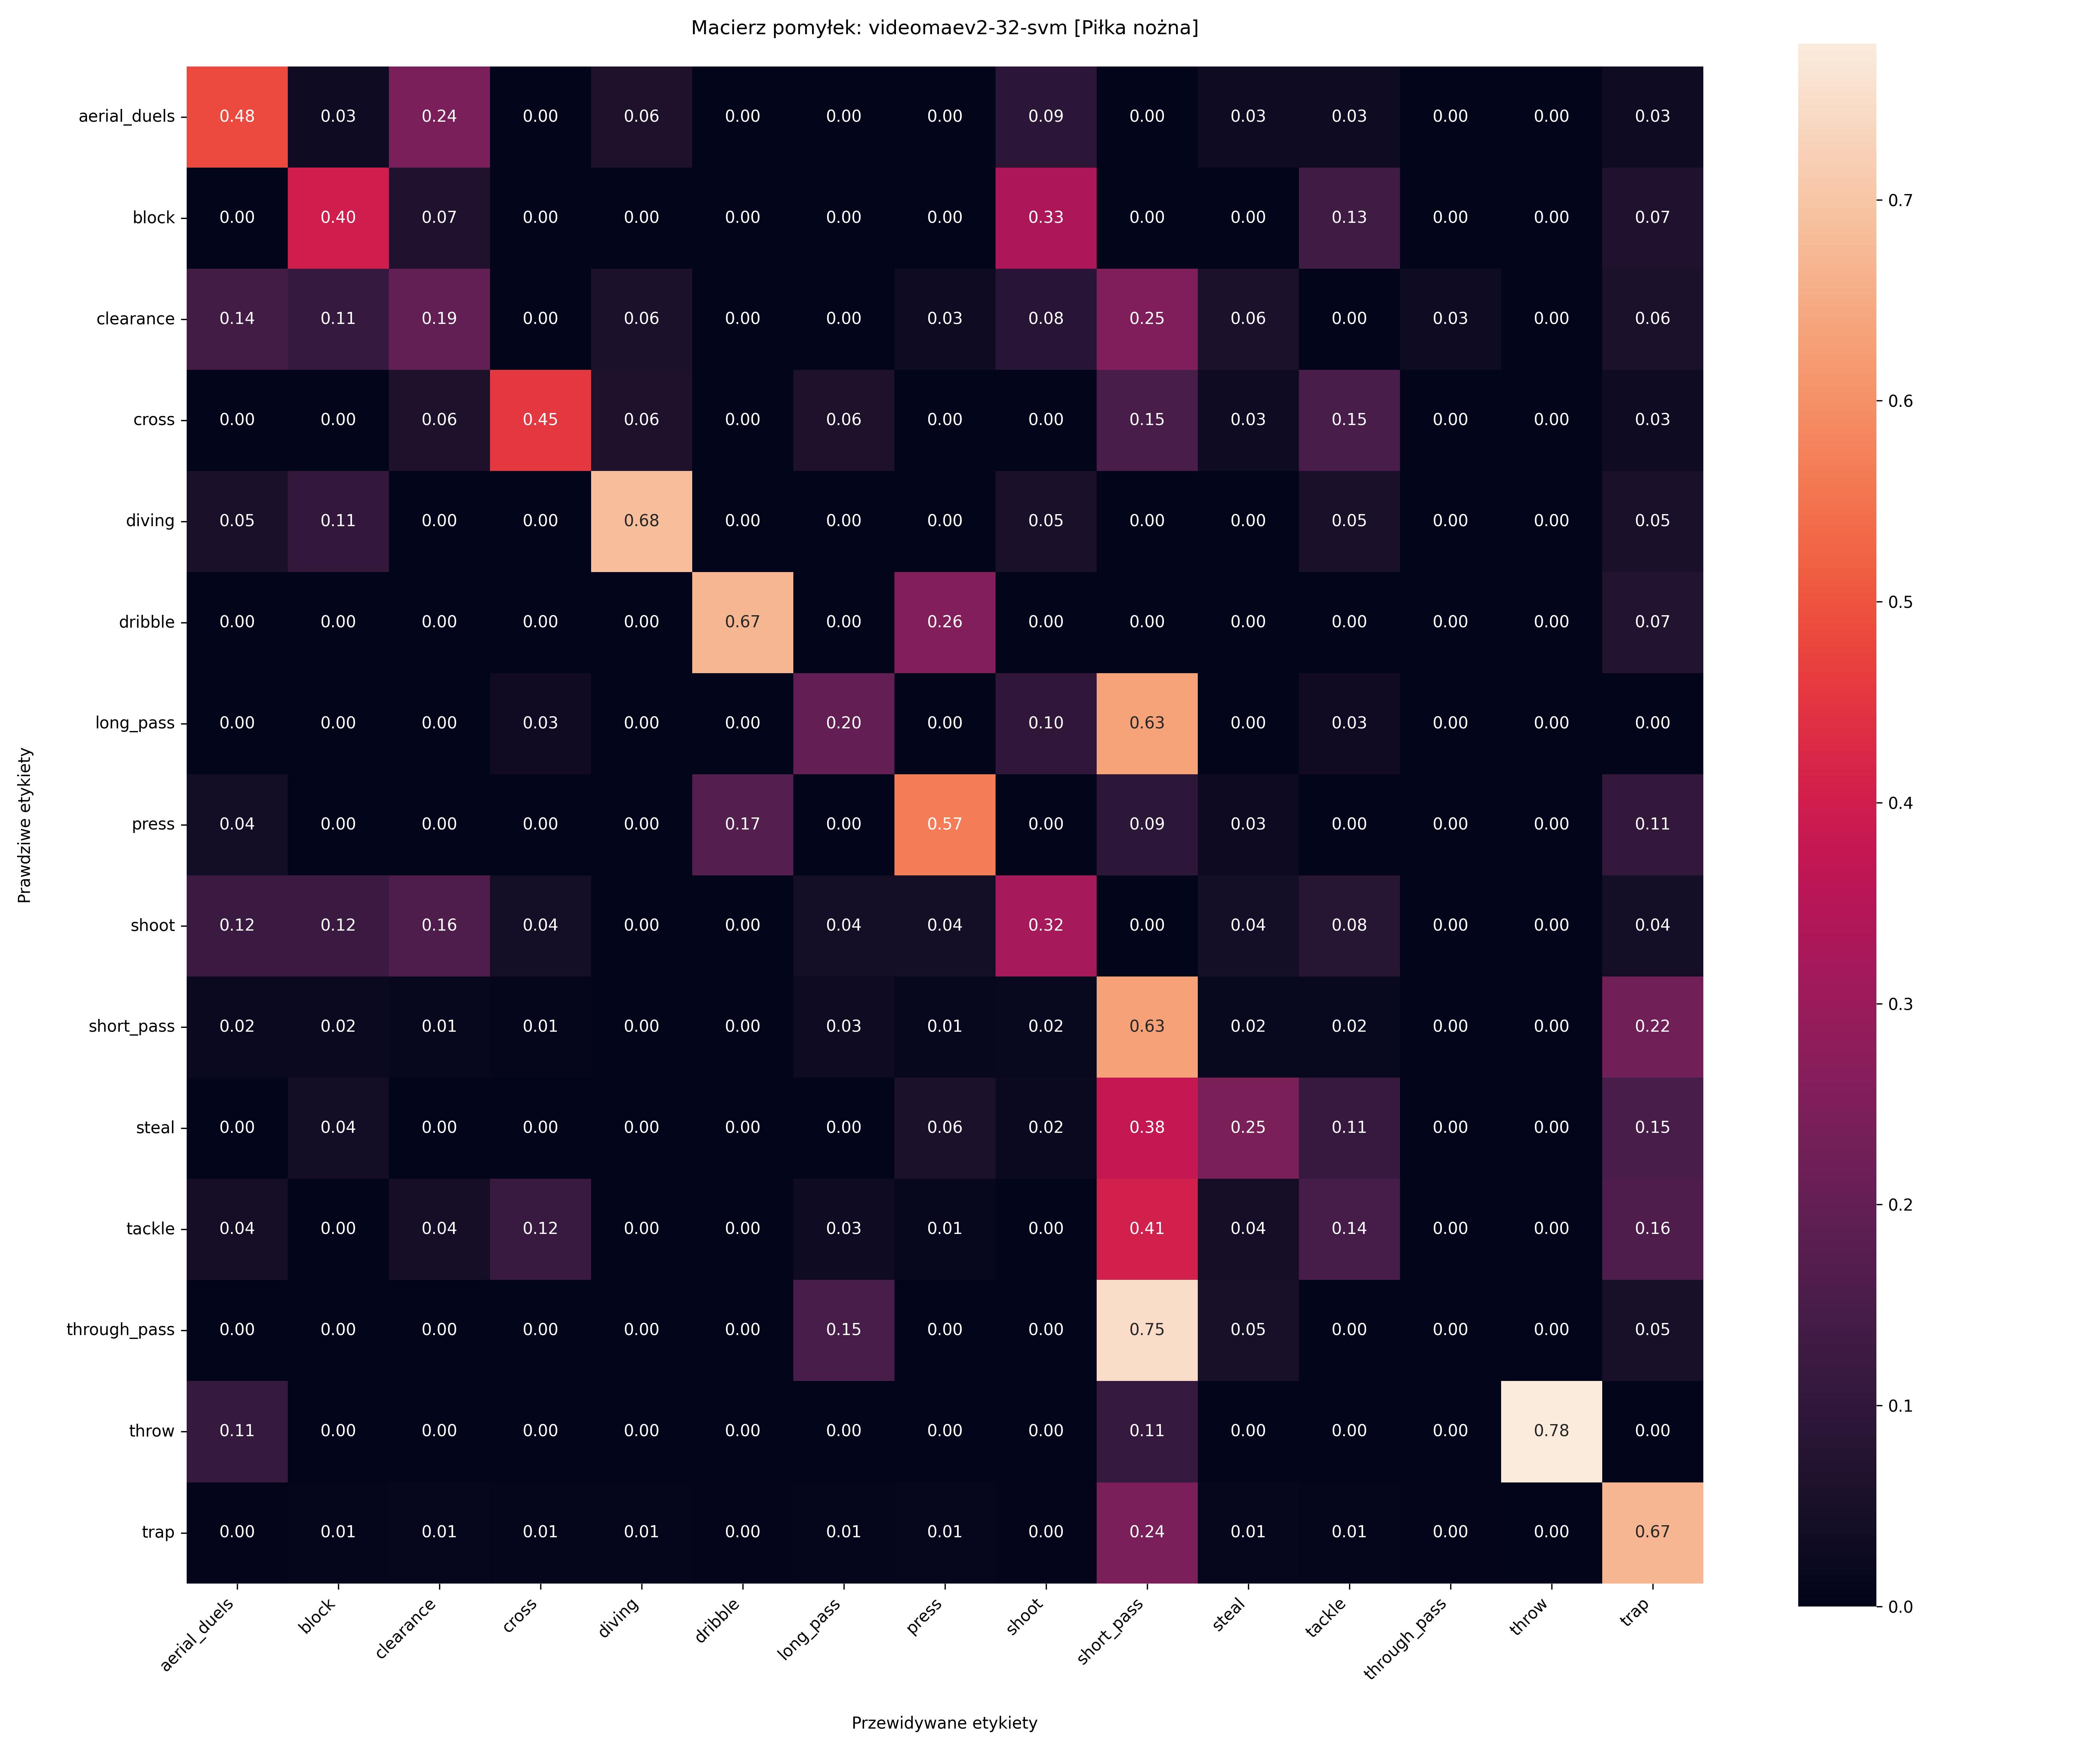 Macierz pomyłek: videomaev2-32-svm [Piłka nożna]
aerial_duels 0.48 0.03 0.24 0.00 0.06 0.00 0.00 0.00 0.09 0.00 0.03 0.03 0.00 0.00 0.03
block 0.00 0.40 0.07 0.00 0.00 0.00 0.00 0.00 0.33 0.00 0.00 0.13 0.00 0.00 0.07
clearance 0.14 0.11 0.19 0.00 0.06 0.00 0.00 0.03 0.08 0.25 0.06 0.00 0.03 0.00 0.06
cross 0.00 0.00 0.06 0.45 0.06 0.00 0.06 0.00 0.00 0.15 0.03 0.15 0.00 0.00 0.03
diving 0.05 0.11 0.00 0.00 0.68 0.00 0.00 0.00 0.05 0.00 0.00 0.05 0.00 0.00 0.05
dribble 0.00 0.00 0.00 0.00 0.00 0.67 0.00 0.26 0.00 0.00 0.00 0.00 0.00 0.00 0.07
long_pass 0.00 0.00 0.00 0.03 0.00 0.00 0.20 0.00 0.10 0.63 0.00 0.03 0.00 0.00 0.00
press 0.04 0.00 0.00 0.00 0.00 0.17 0.00 0.57 0.00 0.09 0.03 0.00 0.00 0.00 0.11
shoot 0.12 0.12 0.16 0.04 0.00 0.00 0.04 0.04 0.32 0.00 0.04 0.08 0.00 0.00 0.04
short_pass 0.02 0.02 0.01 0.01 0.00 0.00 0.03 0.01 0.02 0.63 0.02 0.02 0.00 0.00 0.22
steal 0.00 0.04 0.00 0.00 0.00 0.00 0.00 0.06 0.02 0.38 0.25 0.11 0.00 0.00 0.15
tackle 0.04 0.00 0.04 0.12 0.00 0.00 0.03 0.01 0.00 0.41 0.04 0.14 0.00 0.00 0.16
through_pass 0.00 0.00 0.00 0.00 0.00 0.00 0.15 0.00 0.00 0.75 0.05 0.00 0.00 0.00 0.05
throw 0.11 0.00 0.00 0.00 0.00 0.00 0.00 0.00 0.00 0.11 0.00 0.00 0.00 0.78 0.00
trap 0.00 0.01 0.01 0.01 0.01 0.00 0.01 0.01 0.00 0.24 0.01 0.01 0.00 0.00 0.67
aerial_duels block clearance cross diving dribble long_pass press shoot short_pass steal tackle through_pass throw trap
Przewidywane etykiety
Prawdziwe etykiety
0.7
0.6
0.5
0.4
0.3
0.2
0.1
0.0